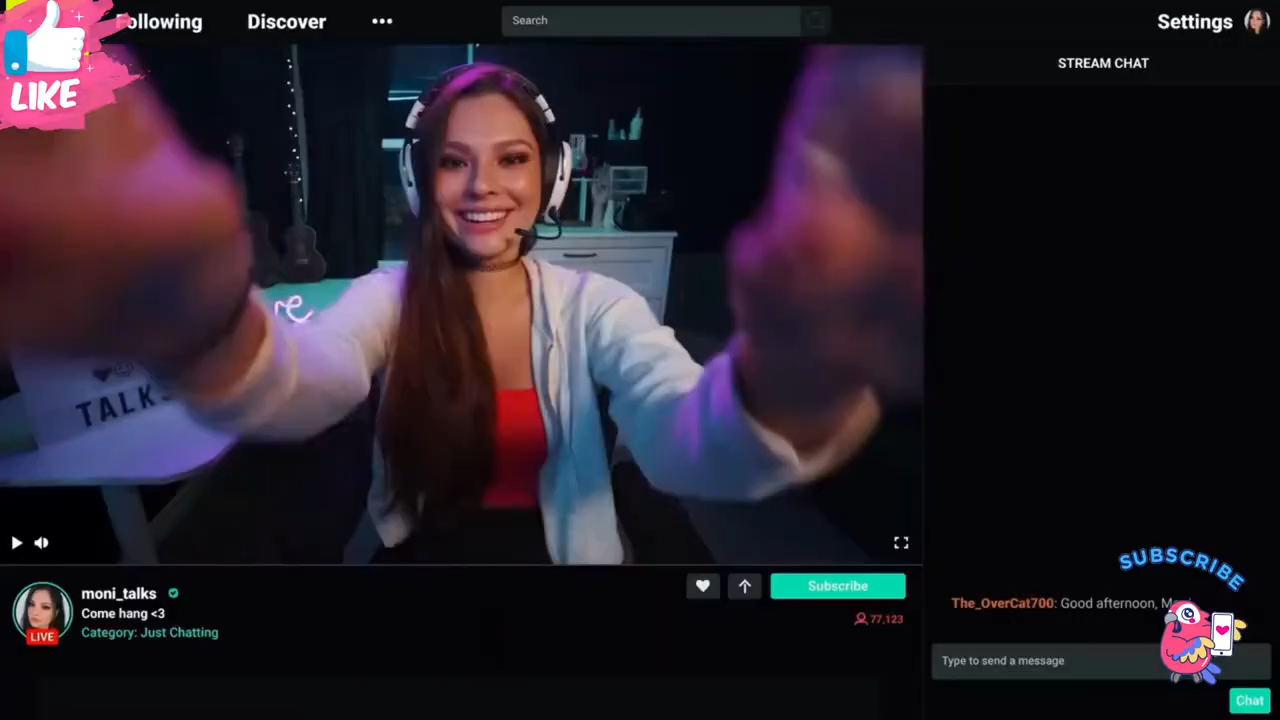 Following
Discover
Search
Settings
LIKE
STREAM CHAT
TALKS
moni_talks
Come hang <3
Category: Just Chatting
LIVE
Subscribe
77,123
SUBSCRIBE
The_OverCat700: Good afternoon,
Type to send a message
Chat